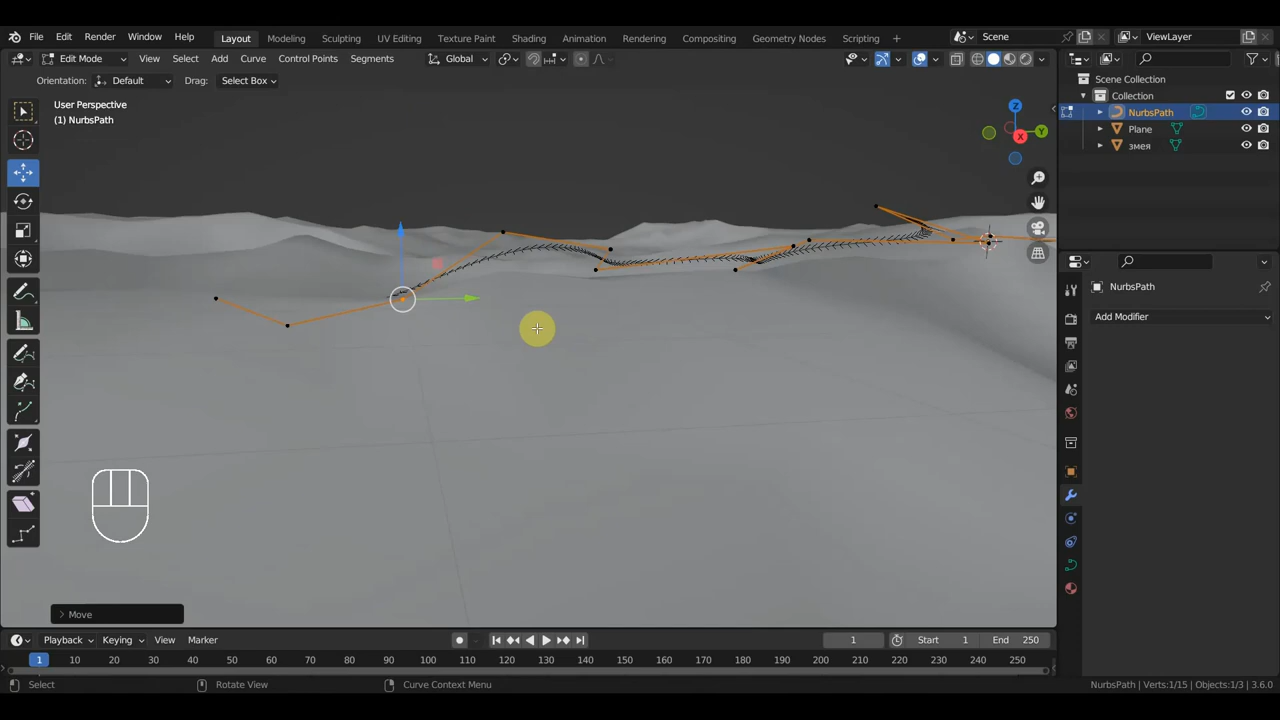 File Edit Render Window Help Layout Modeling Sculpting UV Editing Texture Paint Shading Animation Rendering Compositing Geometry Nodes Scripting + Scene ViewLayer
Edit Mode View Select Add Curve Control Points Segments Global
Orientation: Default Drag: Select Box
Scene Collection
Collection
NurbsPath
Plane
змея
User Perspective
(1) NurbsPath
Z
Y
X
NurbsPath
Add Modifier
Move
Playback Keying View Marker 1 Start 1 End 250
1 10 20 30 40 50 60 70 80 90 100 110 120 130 140 150 160 170 180 190 200 210 220 230 240 250
Select Rotate View Curve Context Menu NurbsPath | Verts:1/15 | Objects:1/3 | 3.6.0